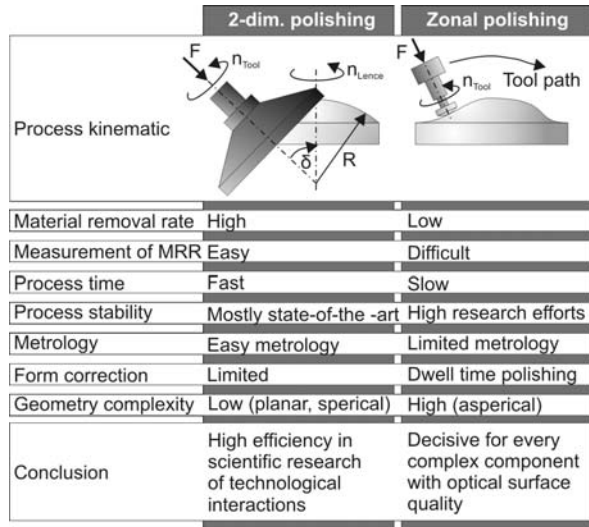 2-dim. polishing Zonal polishing
Process kinematic
F
n_Tool
n_Lence
δ
R
F
n_Tool
Tool path
Material removal rate High Low
Measurement of MRR Easy Difficult
Process time Fast Slow
Process stability Mostly state-of-the -art High research efforts
Metrology Easy metrology Limited metrology
Form correction Limited Dwell time polishing
Geometry complexity Low (planar, sperical) High (asperical)
Conclusion
High efficiency in
scientific research
of technological
interactions
Decisive for every
complex component
with optical surface
quality